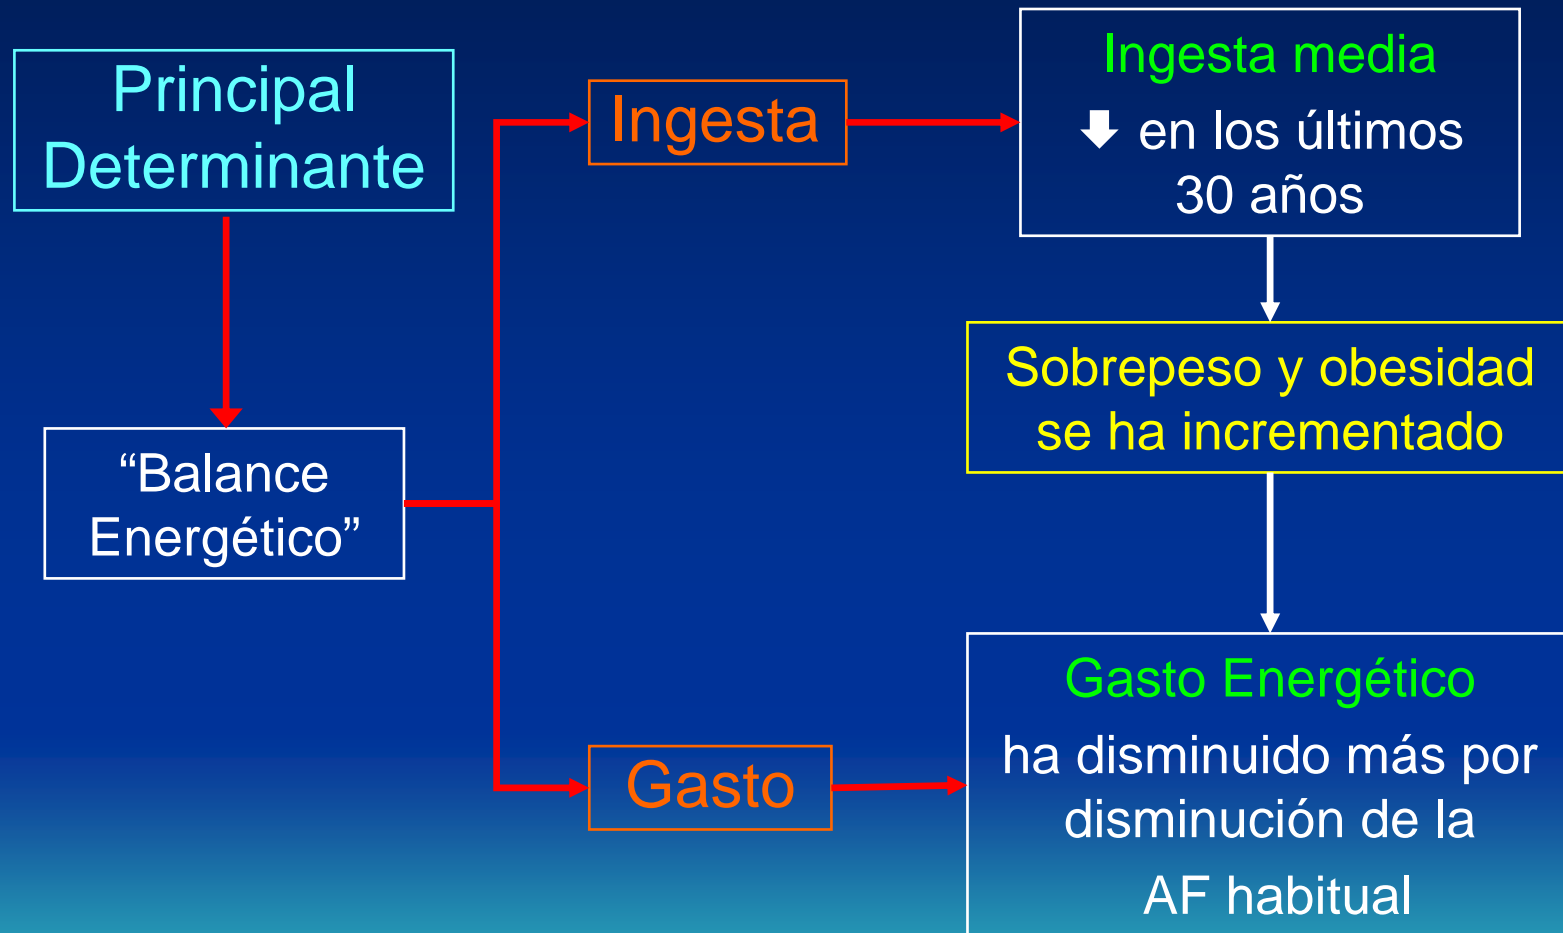 Principal
Determinante
“Balance
Energético”
Ingesta
Ingesta media
🡇 en los últimos
30 años
Sobrepeso y obesidad
se ha incrementado
Gasto
Gasto Energético
ha disminuido más por
disminución de la
AF habitual